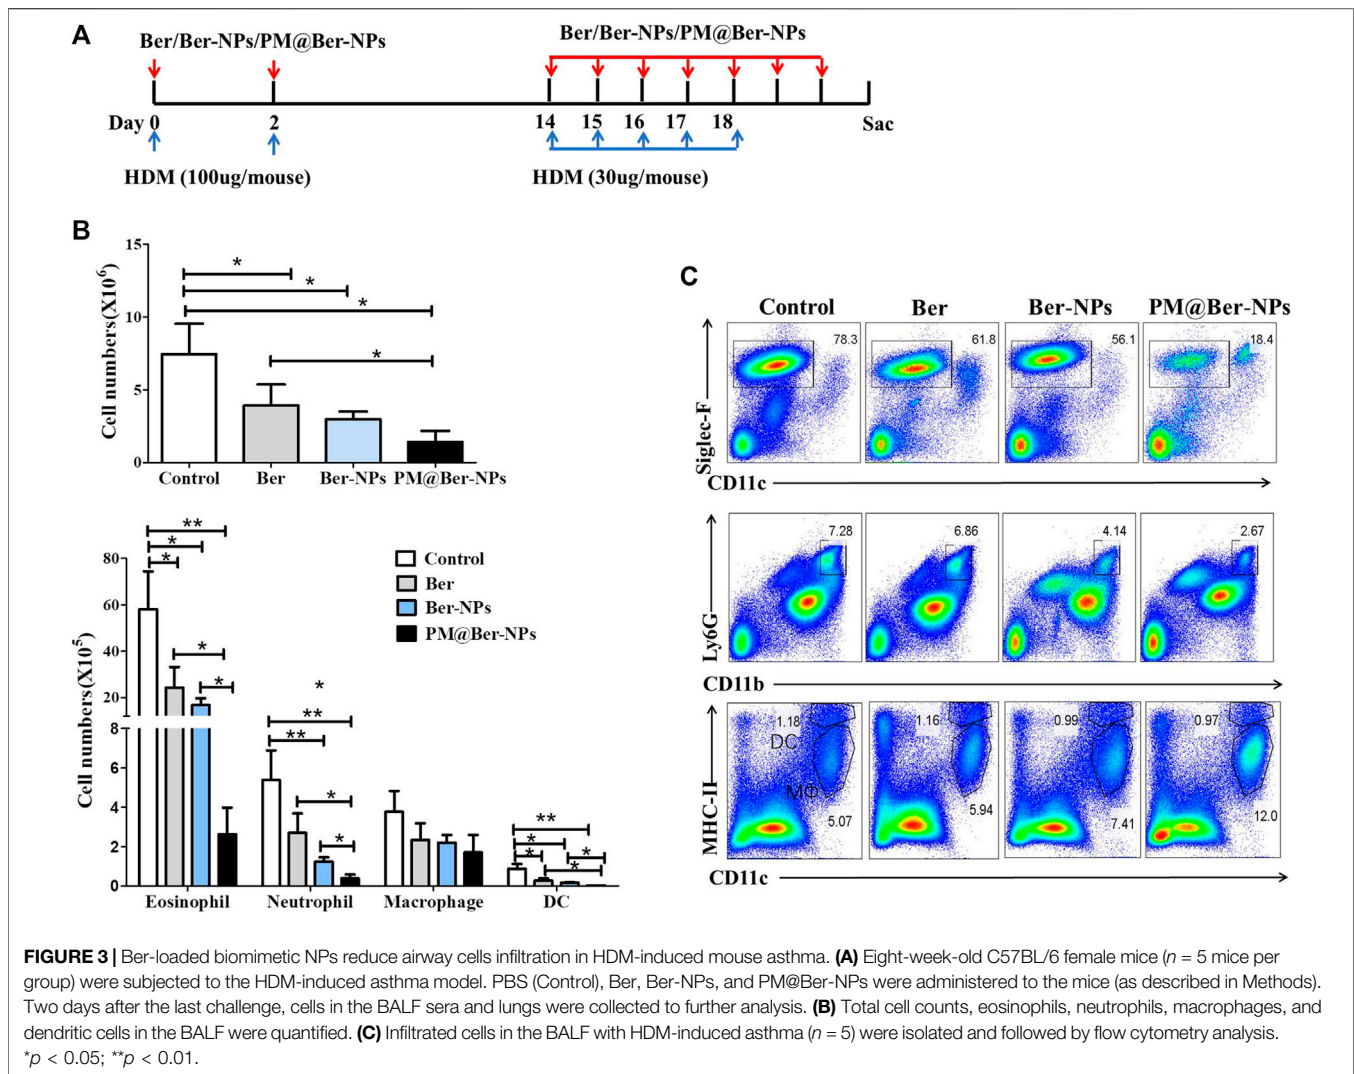 A
Ber/Ber-NPs/PM@Ber-NPs
Ber/Ber-NPs/PM@Ber-NPs
Day 0 2 14 15 16 17 18 Sac
HDM (100ug/mouse)
HDM (30ug/mouse)
B
Cell numbers(X10⁶)
15
10
5
0
*
*
*
*
Control Ber Ber-NPs PM@Ber-NPs
Cell numbers(X10⁵)
80
60
40
20
8
6
4
2
0
**
*
*
*
*
*
**
**
*
*
**
*
*
*
*
Control
Ber
Ber-NPs
PM@Ber-NPs
Eosinophil Neutrophil Macrophage DC
C
Control Ber Ber-NPs PM@Ber-NPs
78.3 61.8 56.1 18.4
Siglec-F
CD11c
7.28 6.86 4.14 2.67
Ly6G
CD11b
1.18 1.16 0.99 0.97
DC
MΦ
5.07 5.94 7.41 12.0
MHC-II
CD11c
FIGURE 3 | Ber-loaded biomimetic NPs reduce airway cells infiltration in HDM-induced mouse asthma. (A) Eight-week-old C57BL/6 female mice (n = 5 mice per
group) were subjected to the HDM-induced asthma model. PBS (Control), Ber, Ber-NPs, and PM@Ber-NPs were administered to the mice (as described in Methods).
Two days after the last challenge, cells in the BALF sera and lungs were collected to further analysis. (B) Total cell counts, eosinophils, neutrophils, macrophages, and
dendritic cells in the BALF were quantified. (C) Infiltrated cells in the BALF with HDM-induced asthma (n = 5) were isolated and followed by flow cytometry analysis.
*p < 0.05; **p < 0.01.